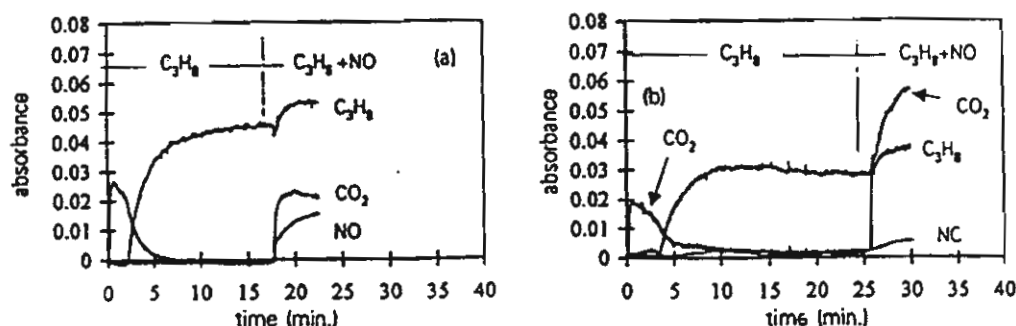 0.08
0.07
0.06
0.05
0.04
0.03
0.02
0.01
0
absorbance
C₃H₈
C₃H₈ +NO
(a)
C₃H₈
CO₂
NO
0 5 10 15 20 25 30 35 40
time (min.)
0.08
0.07
0.06
0.05
0.04
0.03
0.02
0.01
0
absorbance
C₃H₈
C₃H₈+NO
(b)
CO₂
CO₂
C₃H₈
NC
0 5 10 15 20 25 30 35 40
time (min.)